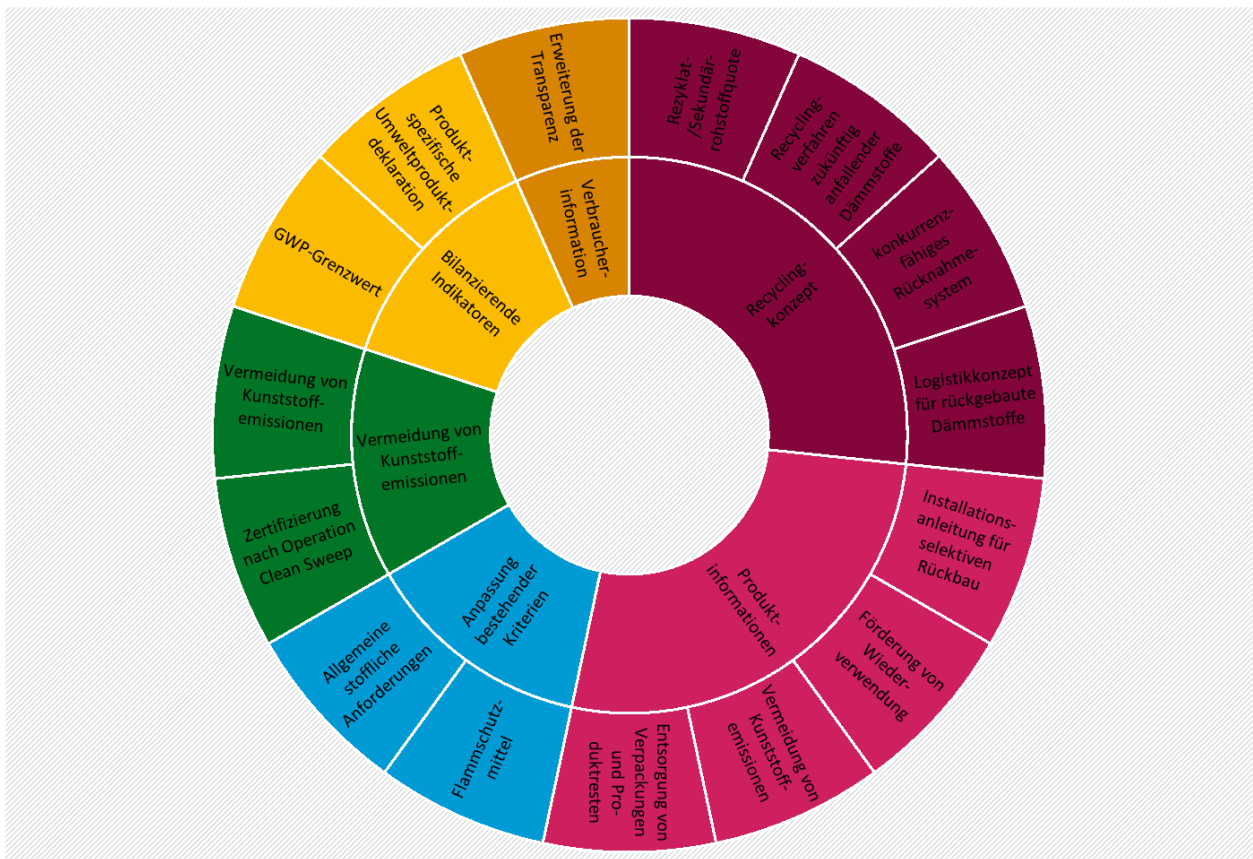 Recycling-
konzept
Rezyklat-
/Sekundär-
rohstoffquote
Recycling-
verfahren
zukünftig
anfallender
Dämmstoffe
konkurrenz-
fähiges
Rücknahme-
system
Logistikkonzept
für rückgebaute
Dämmstoffe
Produkt-
informationen
Installations-
anleitung für
selektiven
Rückbau
Förderung von
Wieder-
verwendung
Vermeidung von
Kunststoff-
emissionen
Entsorgung von
Verpackungen
und Pro-
duktresten
Anpassung
bestehender
Kriterien
Flammschutz-
mittel
Allgemeine
stoffliche
Anforderungen
Vermeidung von
Kunststoff-
emissionen
Zertifizierung
nach Operation
Clean Sweep
Vermeidung von
Kunststoff-
emissionen
Bilanzierende
Indikatoren
GWP-Grenzwert
Produkt-
spezifische
Umweltprodukt-
deklaration
Verbraucher-
information
Erweiterung der
Transparenz